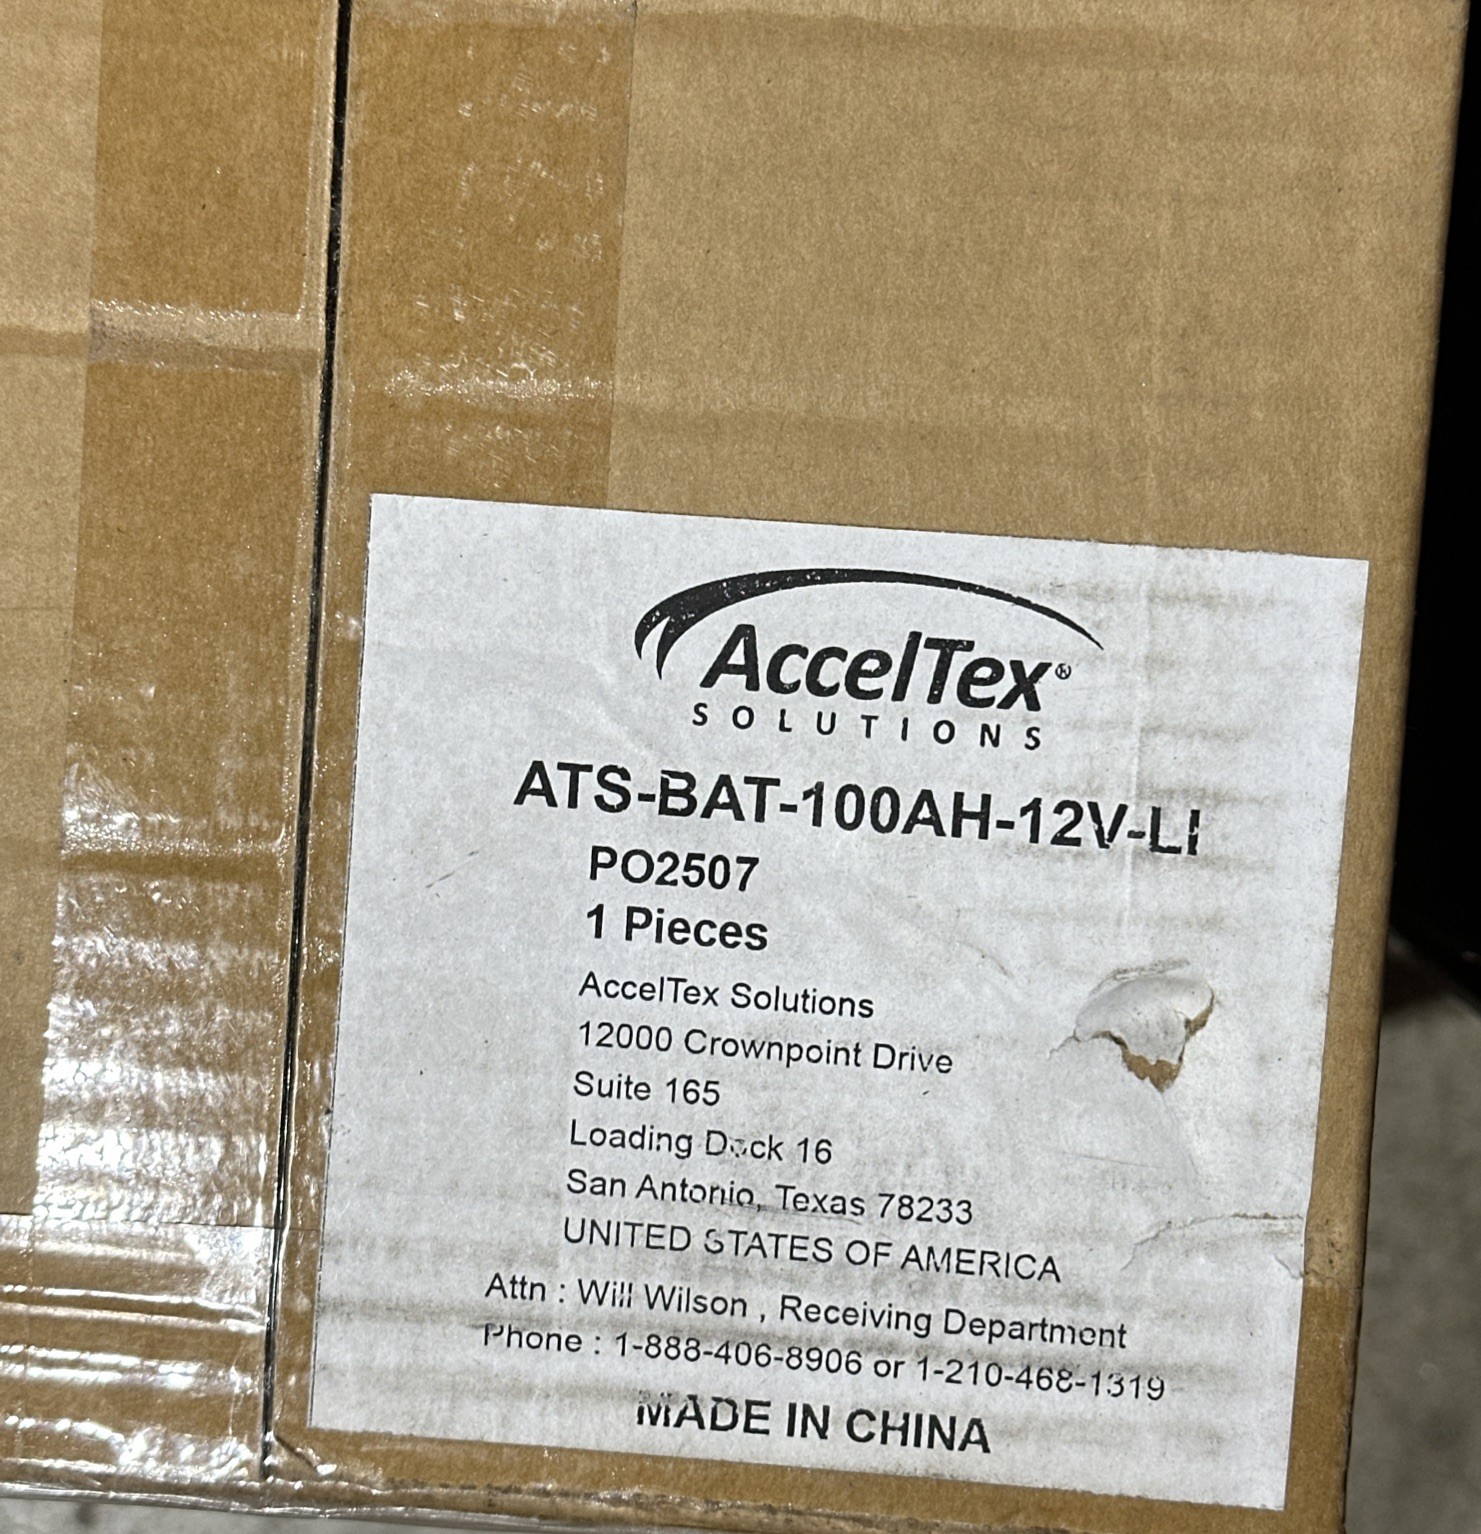 AccelTex®
SOLUTIONS
ATS-BAT-100AH-12V-LI
PO2507
1 Pieces
AccelTex Solutions
12000 Crownpoint Drive
Suite 165
Loading Dock 16
San Antonio, Texas 78233
UNITED STATES OF AMERICA
Attn : Will Wilson , Receiving Department
Phone : 1-888-406-8906 or 1-210-468-1319
MADE IN CHINA